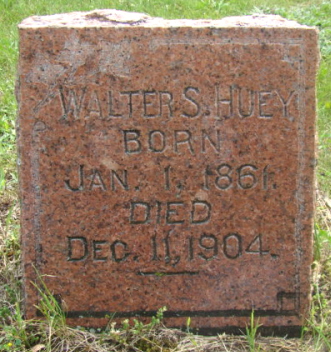 WALTER S. HUEY
BORN
JAN. 1, 1861.
DIED
DEC. 11, 1904.